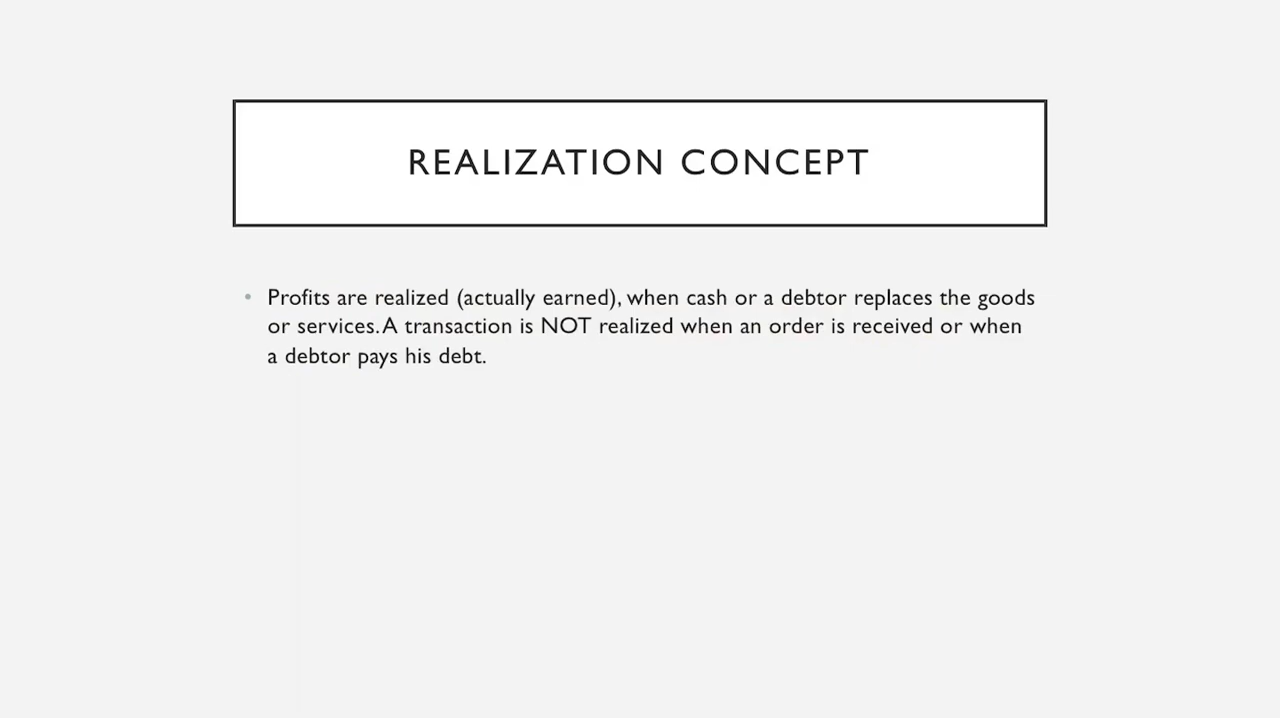 REALIZATION CONCEPT
• Profits are realized (actually earned), when cash or a debtor replaces the goods
or services. A transaction is NOT realized when an order is received or when
a debtor pays his debt.